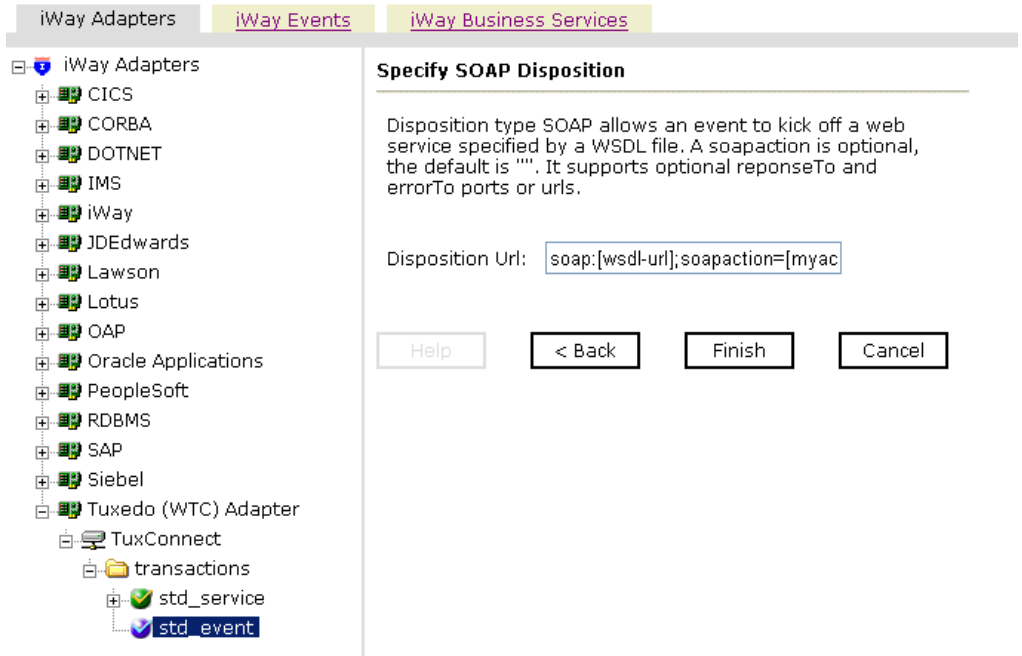 iWay Adapters
iWay Events
iWay Business Services
iWay Adapters
CICS
CORBA
DOTNET
IMS
iWay
JDEdwards
Lawson
Lotus
OAP
Oracle Applications
PeopleSoft
RDBMS
SAP
Siebel
Tuxedo (WTC) Adapter
TuxConnect
transactions
std_service
std_event
Specify SOAP Disposition
Disposition type SOAP allows an event to kick off a web
service specified by a WSDL file. A soapaction is optional,
the default is "". It supports optional reponseTo and
errorTo ports or urls.
Disposition Url:
soap:[wsdl-url];soapaction=[myac
Help
< Back
Finish
Cancel